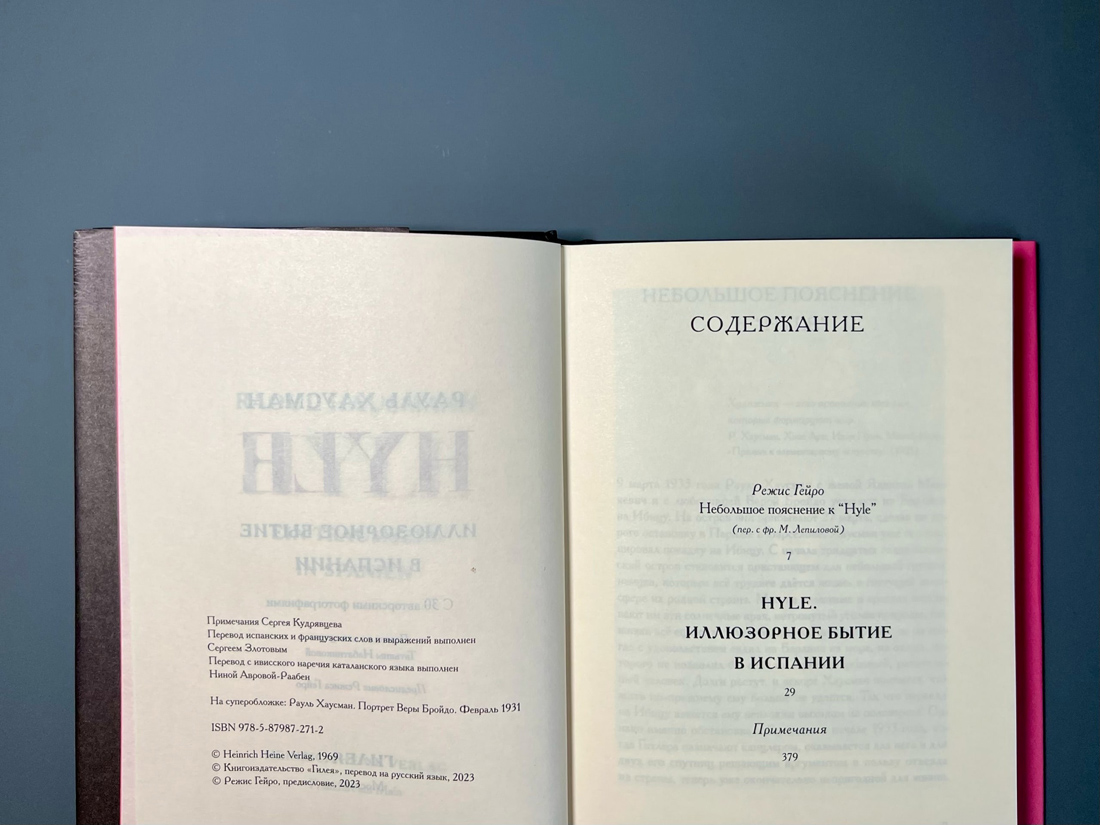 Примечания Сергея Кудрявцева
Перевод испанских и французских слов и выражений выполнен
Сергеем Злотовым
Перевод с ивисского наречия каталанского языка выполнен
Ниной Авровой-Раабен
На суперобложке: Рауль Хаусман. Портрет Веры Бройдо. Февраль 1931
ISBN 978-5-87987-271-2
© Heinrich Heine Verlag, 1969
© Книгоиздательство «Гилея», перевод на русский язык, 2023
© Режис Гейро, предисловие, 2023
СОДЕРЖАНИЕ
Режис Гейро
Небольшое пояснение к “Hyle”
(пер. с фр. М. Лепиловой)
7
HYLE.
ИЛЛЮЗОРНОЕ БЫТИЕ
В ИСПАНИИ
29
Примечания
379